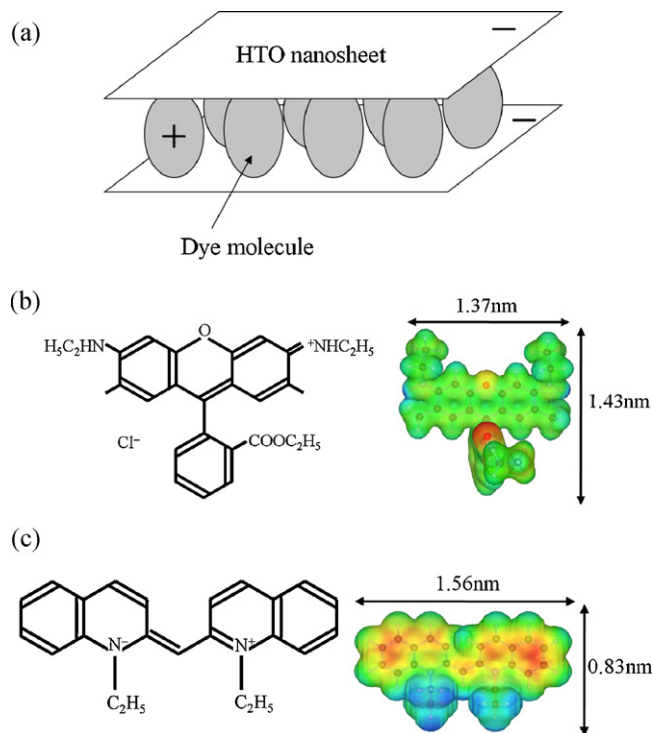 (a)
−
HTO nanosheet
+
−
Dye molecule
(b)
1.37nm
O
H₅C₂HN
⁺NHC₂H₅
1.43nm
COOC₂H₅
Cl⁻
(c)
1.56nm
N⁻
N⁺
0.83nm
C₂H₅
C₂H₅